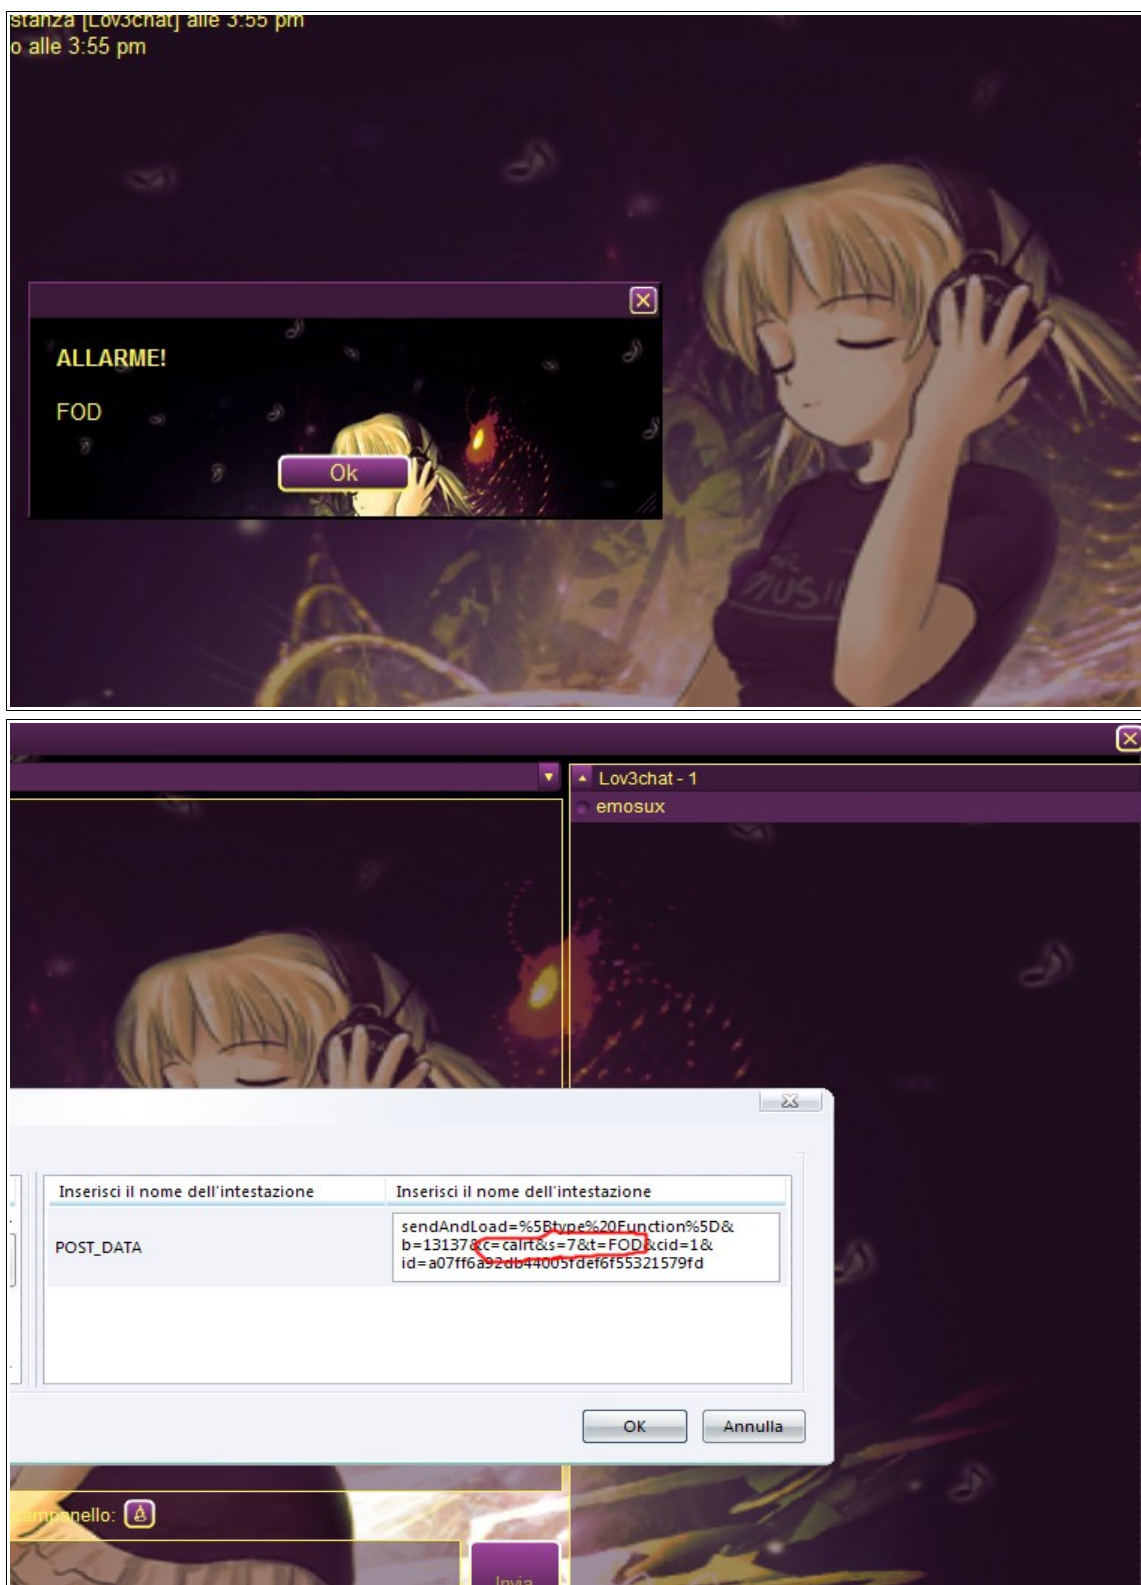 stanza [Lov3chat] alle 3:55 pm
o alle 3:55 pm
ALLARME!
FOD
Ok
Lov3chat - 1
emosux
Inserisci il nome dell'intestazione
Inserisci il nome dell'intestazione
POST_DATA
sendAndLoad=%5Btype%20Function%5D&
b=13137&c=calrt&s=7&t=FOD&cid=1&
id=a07ff6a92db44005fdef6f55321579fd
OK
Annulla
campanello:
Invia